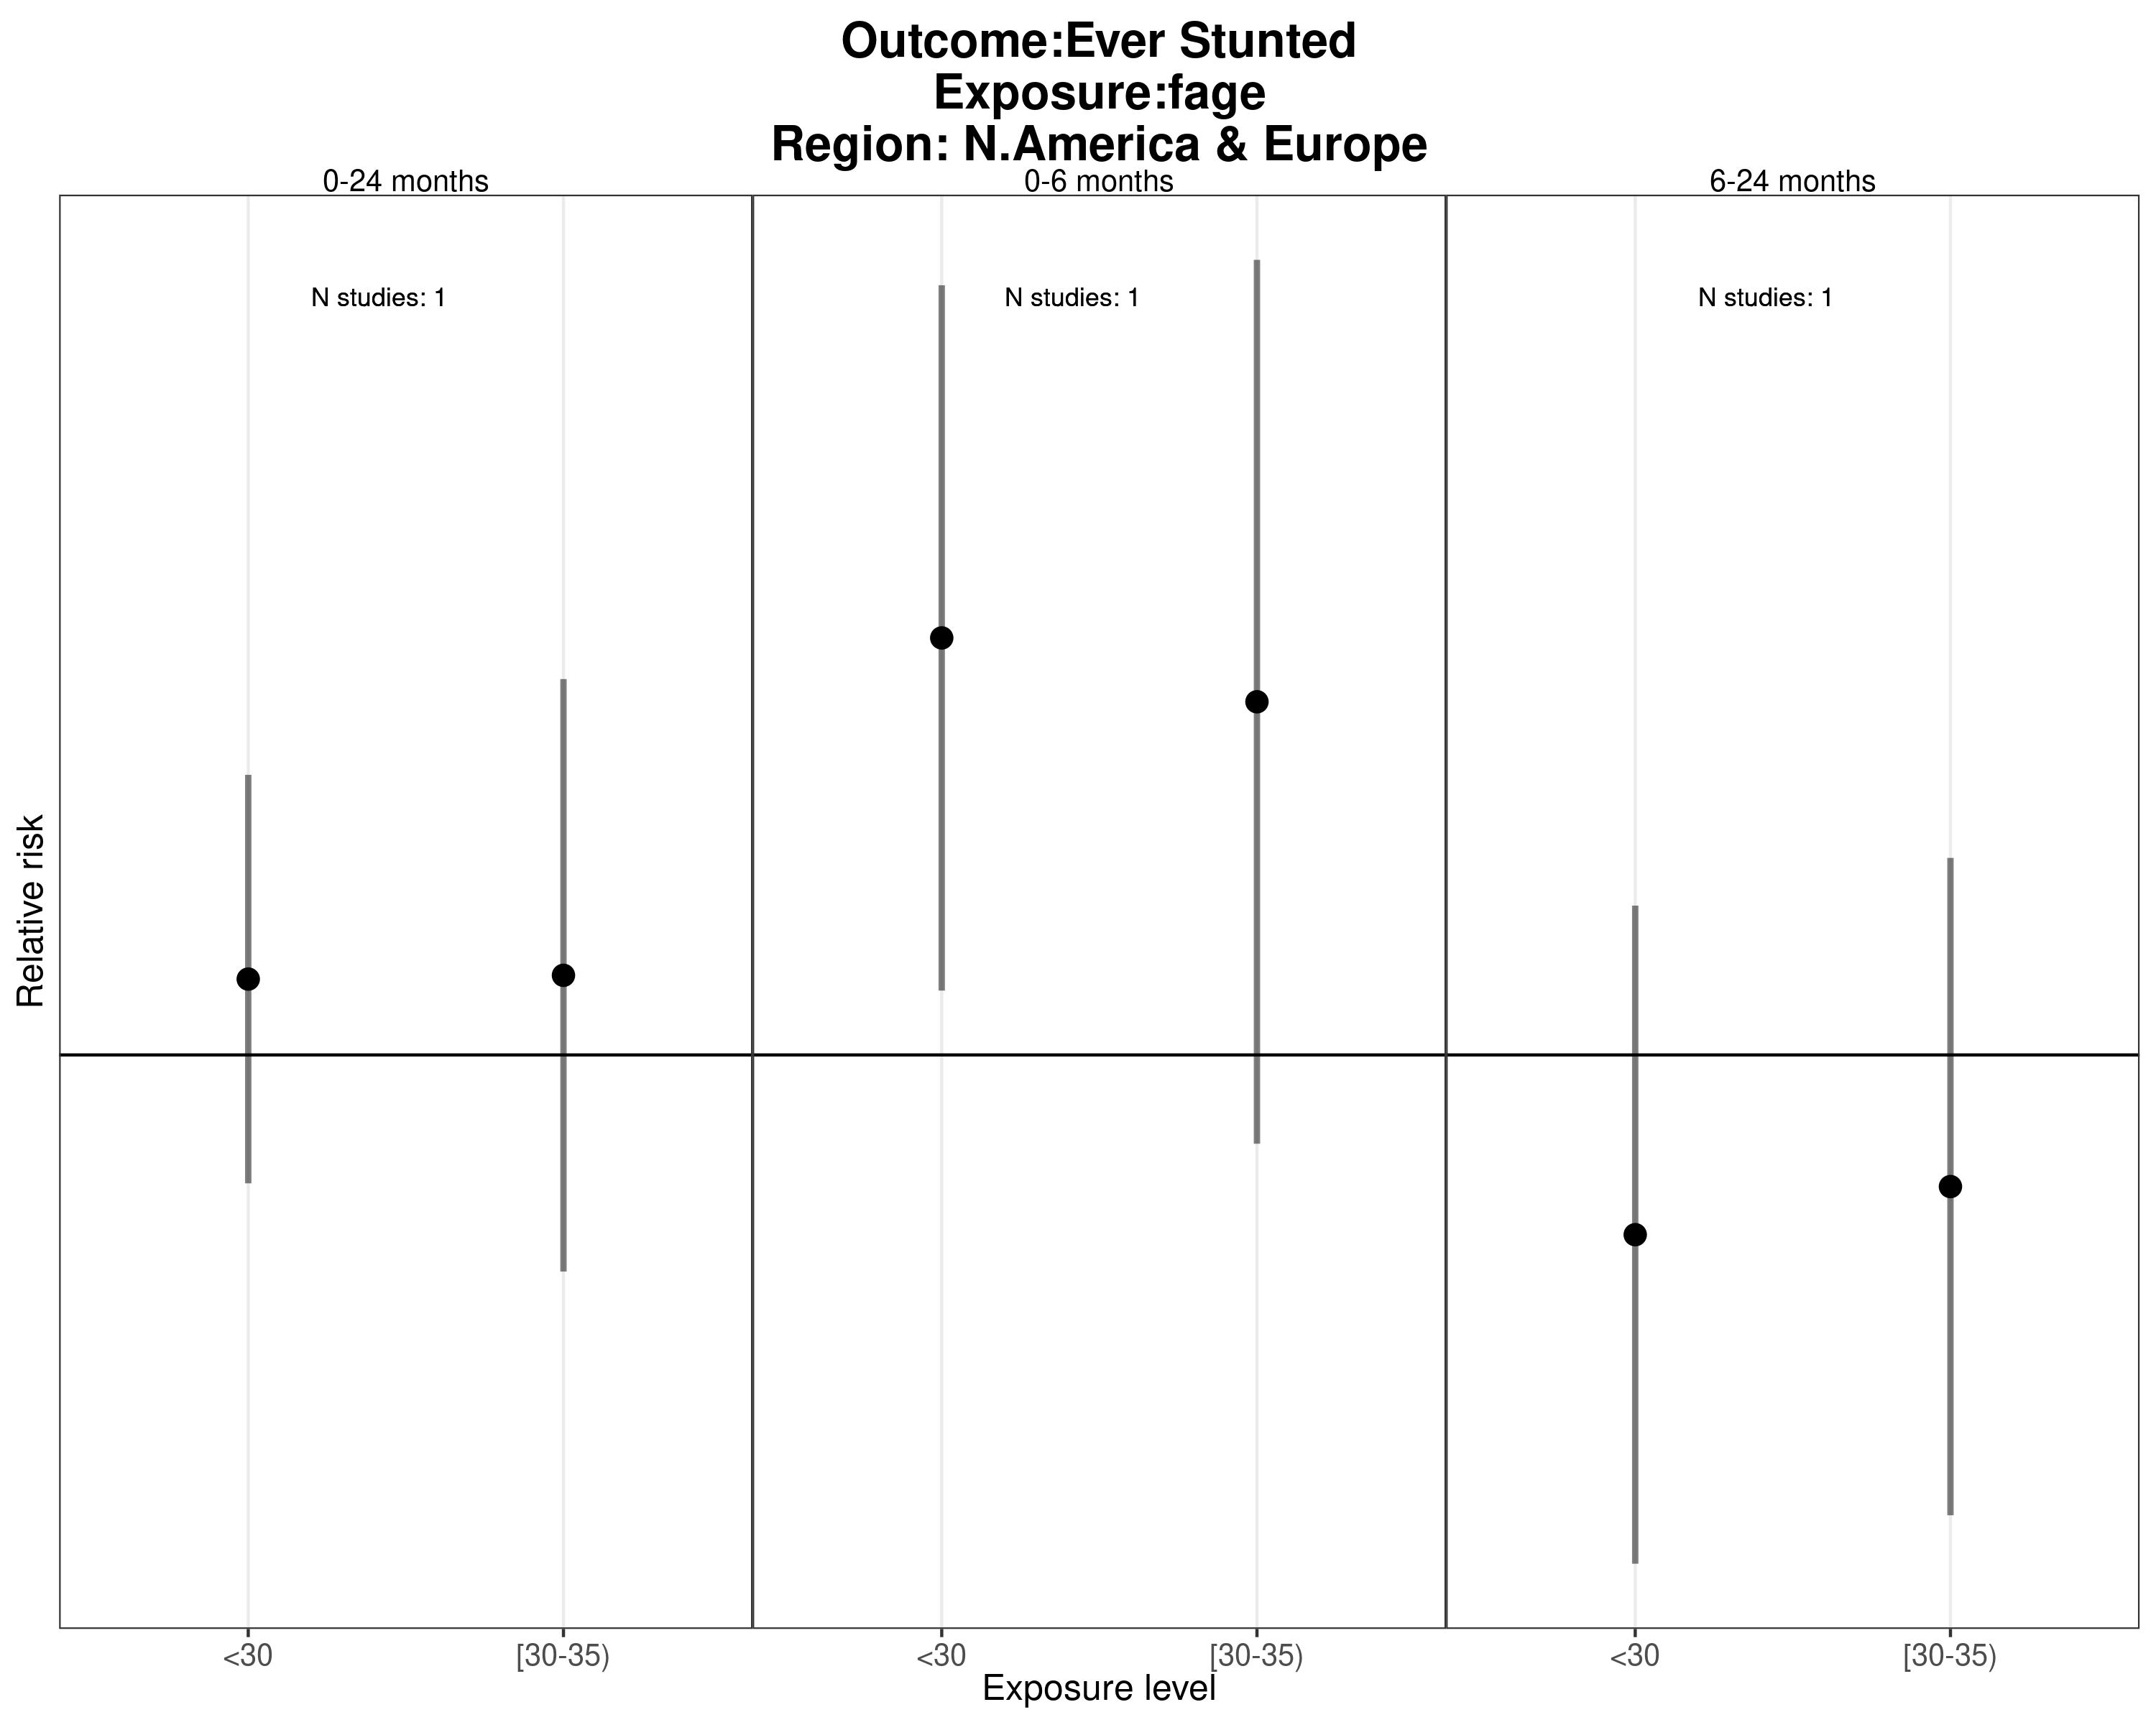 Outcome:Ever Stunted
Exposure:fage
Region: N.America & Europe
0-24 months
0-6 months
6-24 months
N studies: 1
N studies: 1
N studies: 1
Relative risk
<30
[30-35)
<30
[30-35)
<30
[30-35)
Exposure level